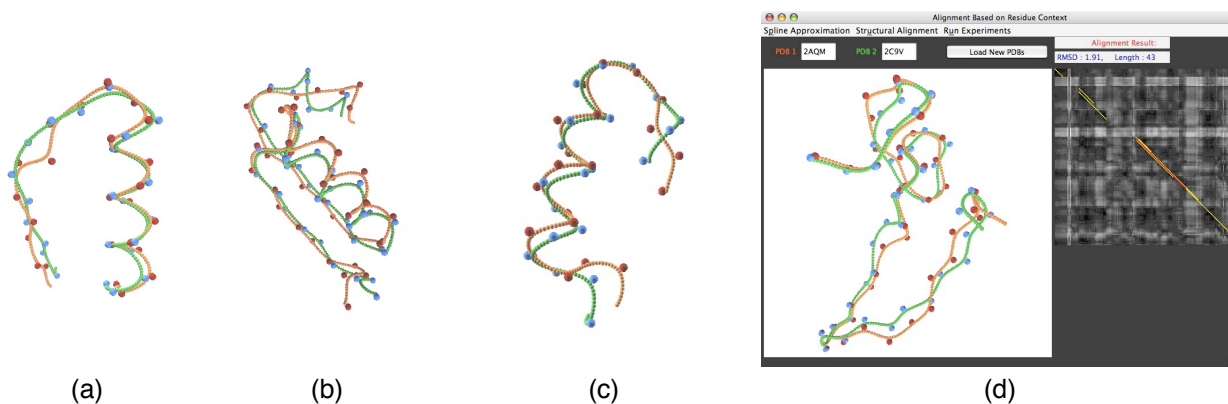 Alignment Based on Residue Context
Spline Approximation Structural Alignment Run Experiments
PDB 1 2AQM PDB 2 2C9V Load New PDBs
Alignment Result:
RMSD : 1.91, Length : 43
(a) (b) (c) (d)